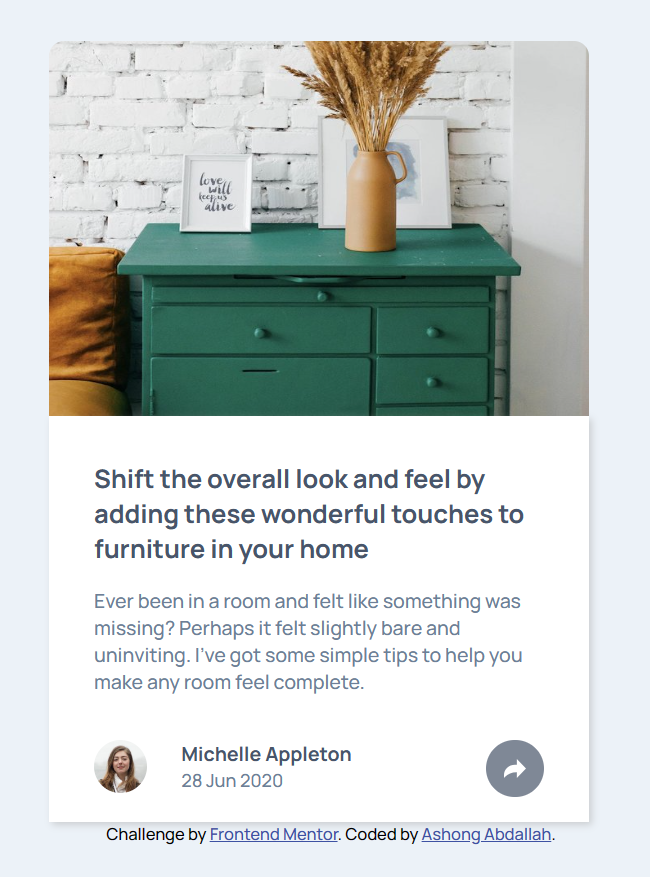 love
will
keep us
alive
Shift the overall look and feel by
adding these wonderful touches to
furniture in your home
Ever been in a room and felt like something was
missing? Perhaps it felt slightly bare and
uninviting. I've got some simple tips to help you
make any room feel complete.
Michelle Appleton
28 Jun 2020
Challenge by Frontend Mentor. Coded by Ashong Abdallah.